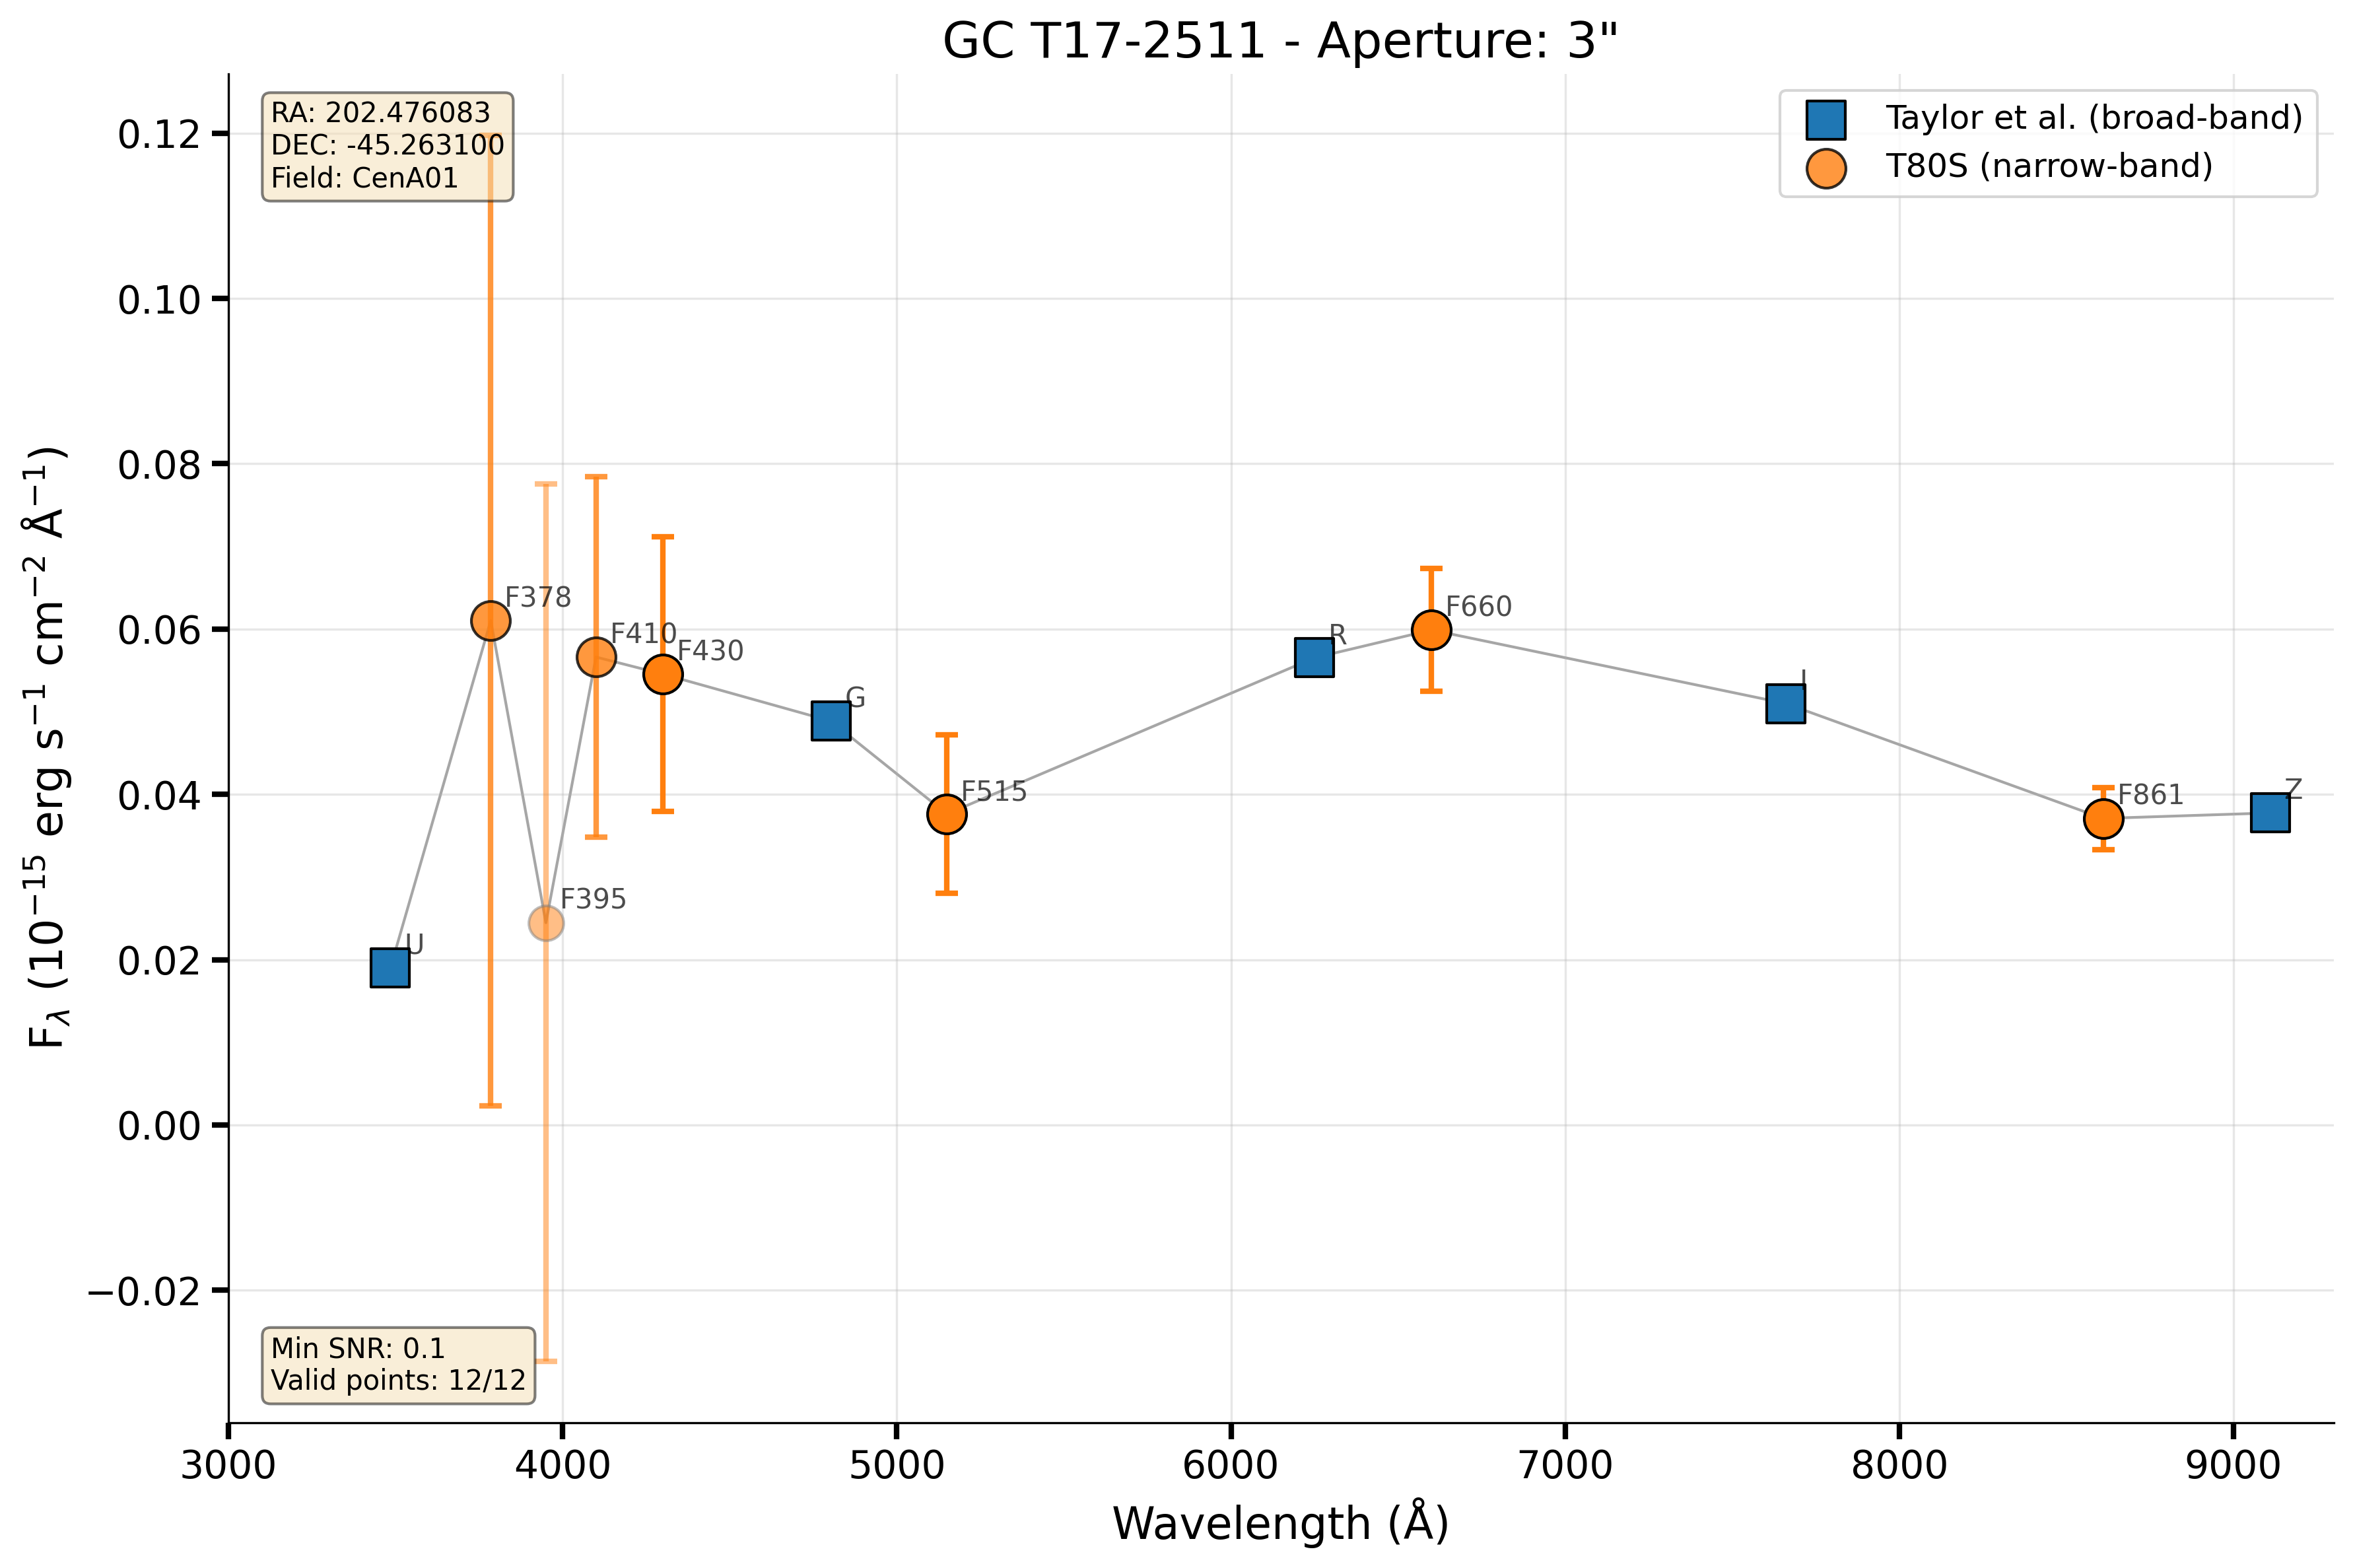 GC T17-2511 - Aperture: 3"
RA: 202.476083
DEC: -45.263100
Field: CenA01
Taylor et al. (broad-band)
T80S (narrow-band)
0.12
0.10
0.08
0.06
0.04
0.02
0.00
−0.02
F_λ (10⁻¹⁵ erg s⁻¹ cm⁻² Å⁻¹)
U
F378
F395
F410
F430
G
F515
R
F660
I
F861
Z
Min SNR: 0.1
Valid points: 12/12
3000
4000
5000
6000
7000
8000
9000
Wavelength (Å)